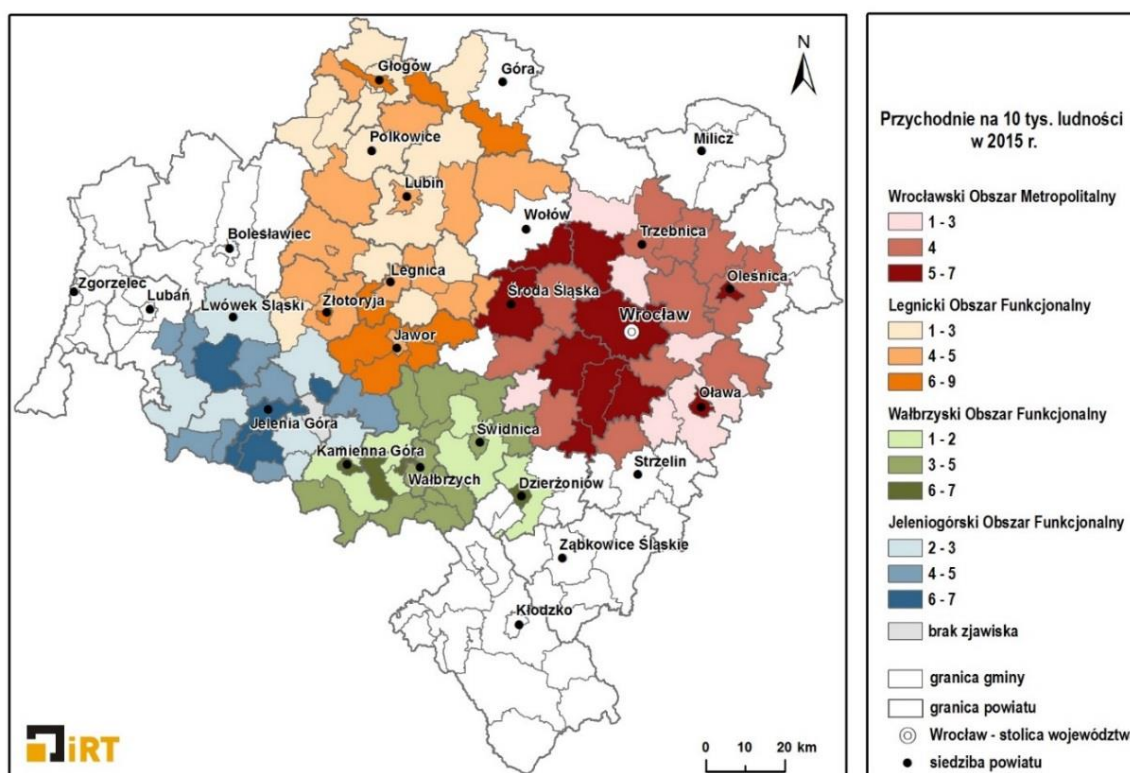 N
Głogów
Góra
Polkowice
Milicz
Lubin
Wołów
Bolesławiec
Trzebnica
Legnica
Oleśnica
Zgorzelec
Lubań
Lwówek Śląski
Złotoryja
Środa Śląska
Wrocław
Jawor
Oława
Jelenia Góra
Świdnica
Kamienna Góra
Wałbrzych
Strzelin
Dzierżoniów
Ząbkowice Śląskie
Kłodzko
iRT
0 10 20 km
Przychodnie na 10 tys. ludności
w 2015 r.
Wrocławski Obszar Metropolitalny
1 - 3
4
5 - 7
Legnicki Obszar Funkcjonalny
1 - 3
4 - 5
6 - 9
Wałbrzyski Obszar Funkcjonalny
1 - 2
3 - 5
6 - 7
Jeleniogórski Obszar Funkcjonalny
2 - 3
4 - 5
6 - 7
brak zjawiska
granica gminy
granica powiatu
Wrocław - stolica województwa
siedziba powiatu